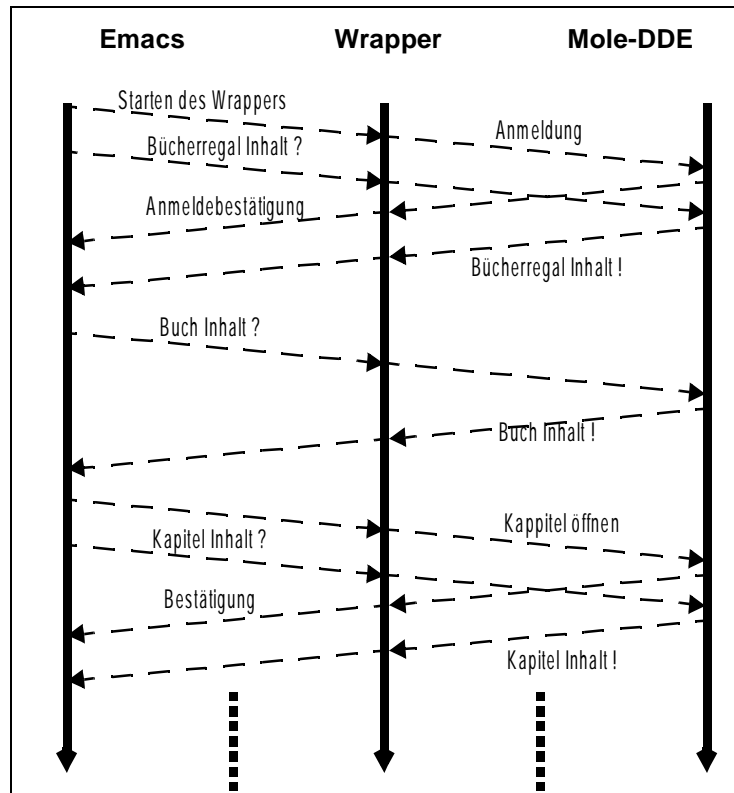 Emacs Wrapper Mole-DDE
Starten des Wrappers
Anmeldung
Bücherregal Inhalt ?
Anmeldebestätigung
Bücherregal Inhalt !
Buch Inhalt ?
Buch Inhalt !
Kappitel öffnen
Kapitel Inhalt ?
Bestätigung
Kapitel Inhalt !